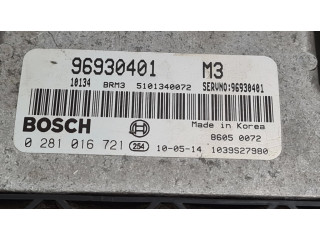 96930401 M3
10134 BRM3 5101340072 SERVNO:96930401
Made in Korea
BOSCH 8605 0072
0 281 016 721 254 10-05-14 1039S27980